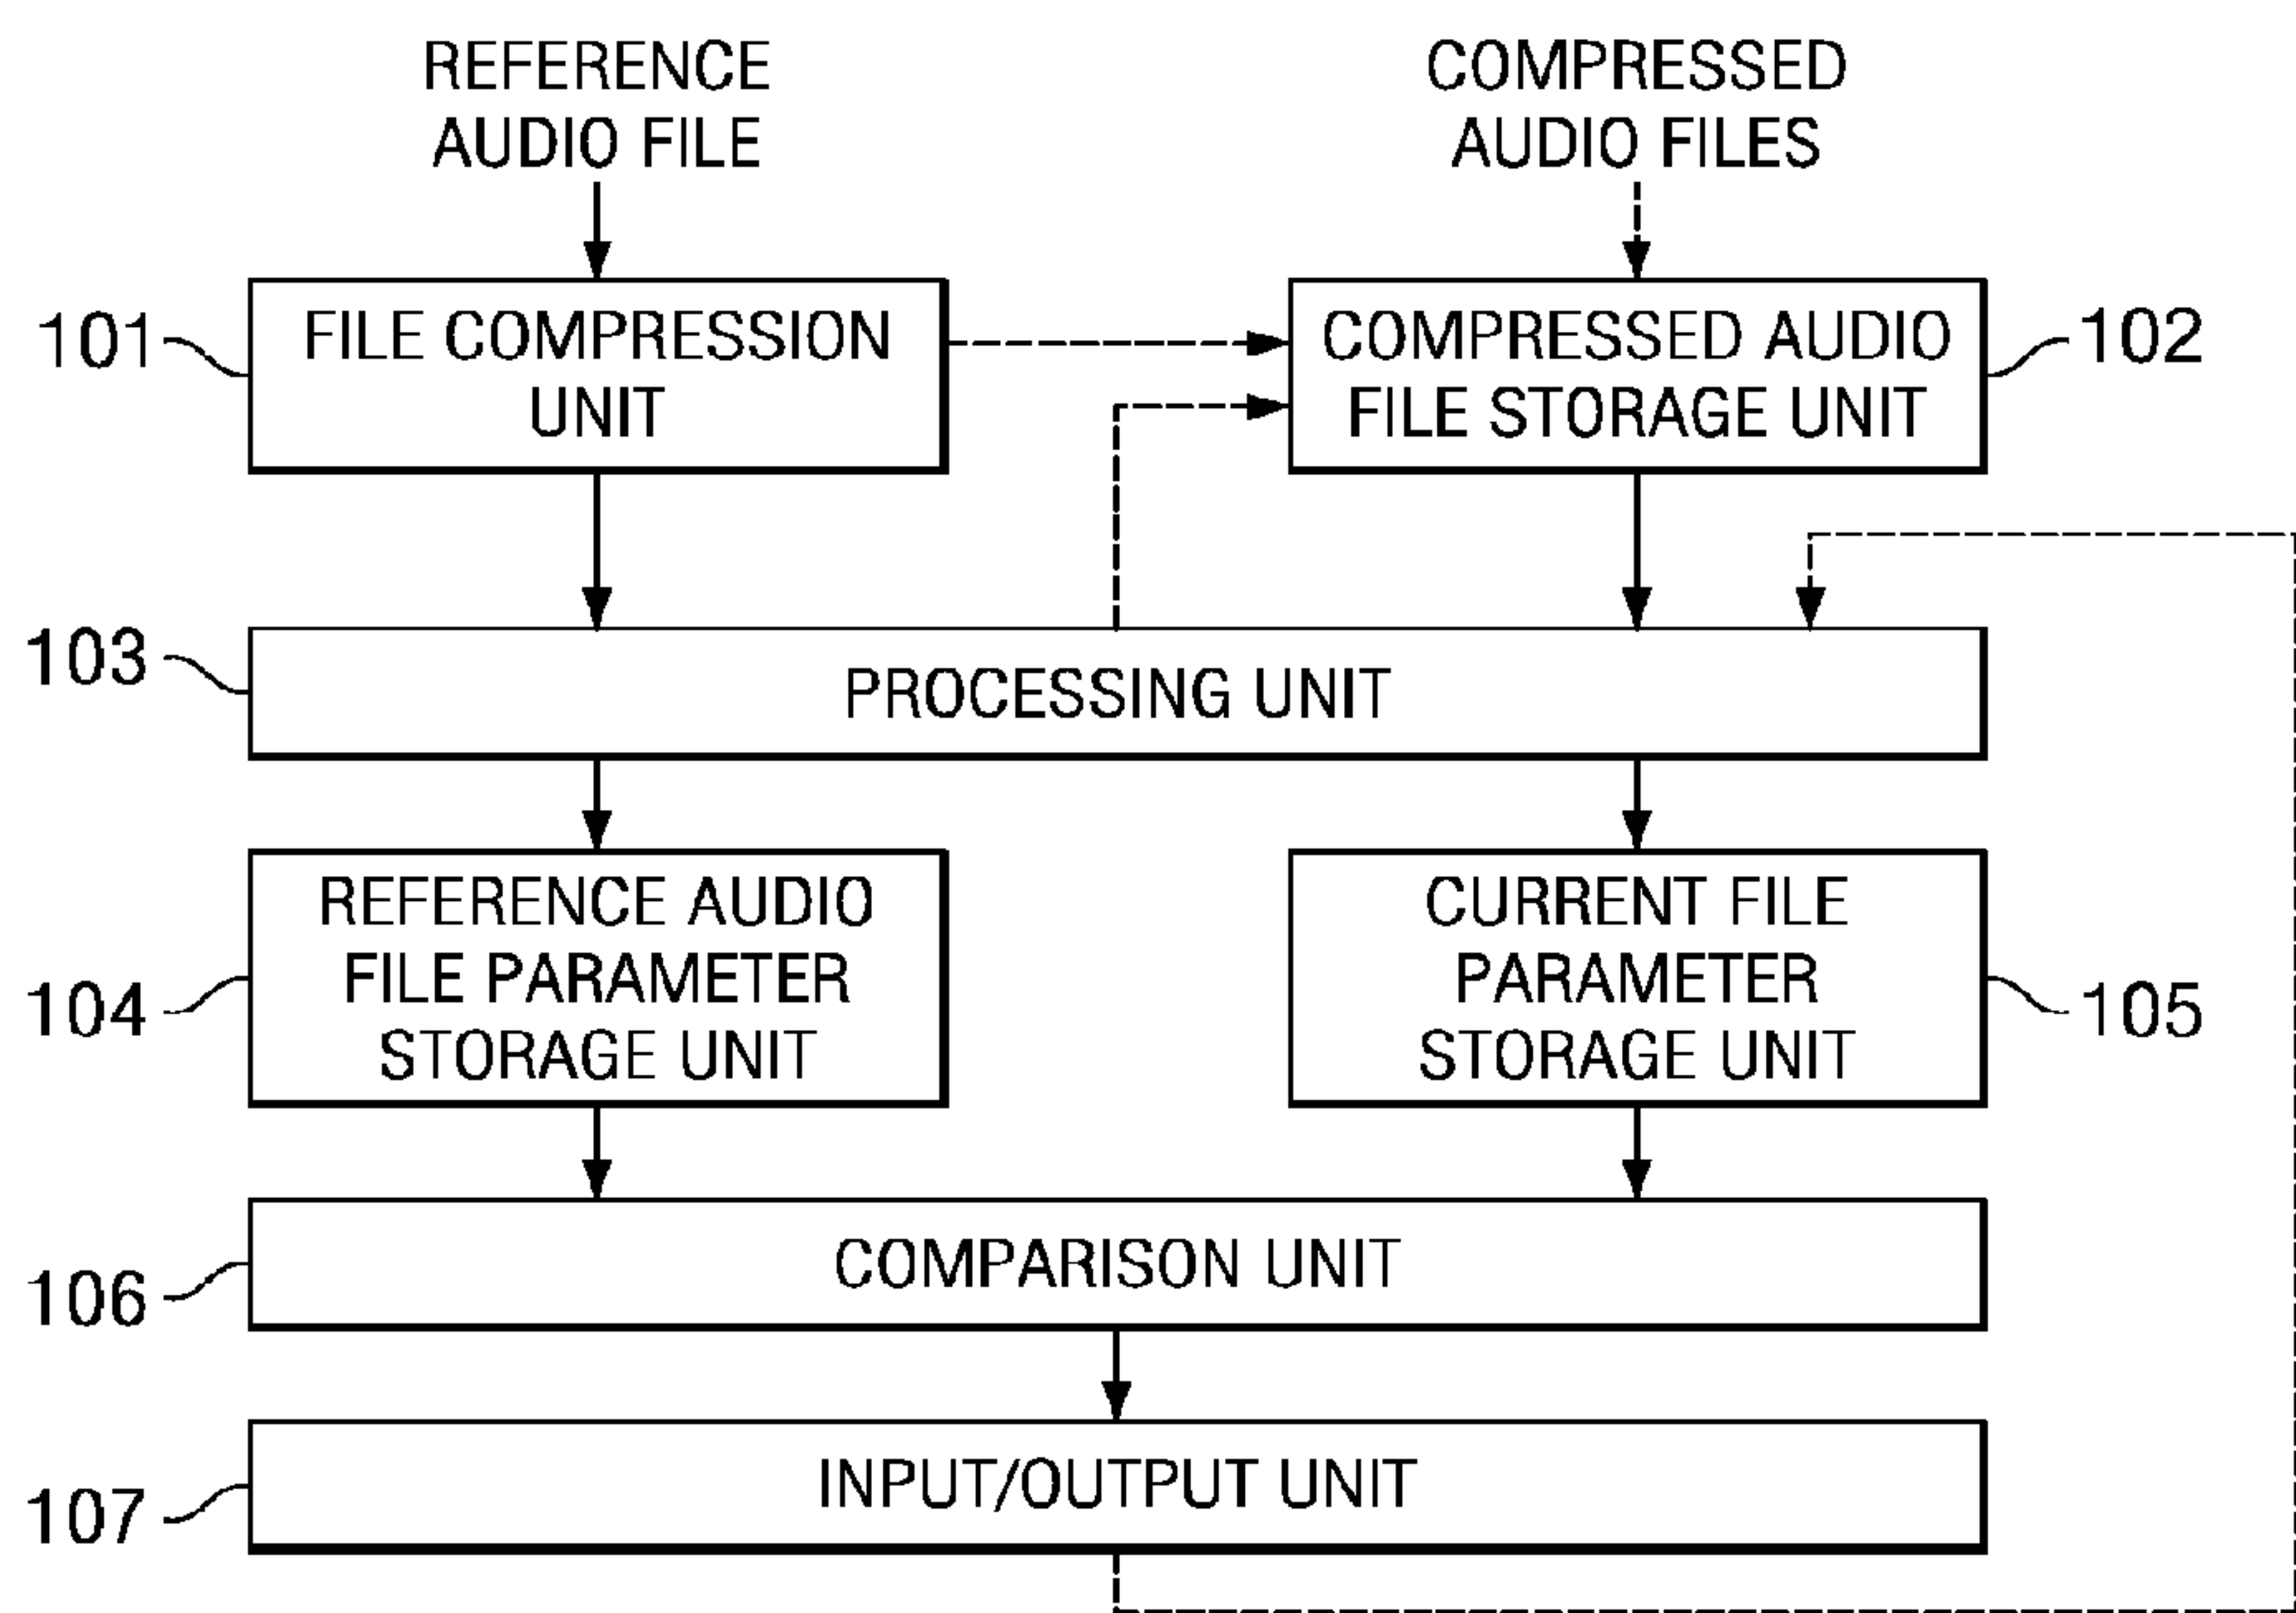 REFERENCE
AUDIO FILE
COMPRESSED
AUDIO FILES
101
FILE COMPRESSION
UNIT
COMPRESSED AUDIO
FILE STORAGE UNIT
102
103
PROCESSING UNIT
104
REFERENCE AUDIO
FILE PARAMETER
STORAGE UNIT
CURRENT FILE
PARAMETER
STORAGE UNIT
105
106
COMPARISON UNIT
107
INPUT/OUTPUT UNIT